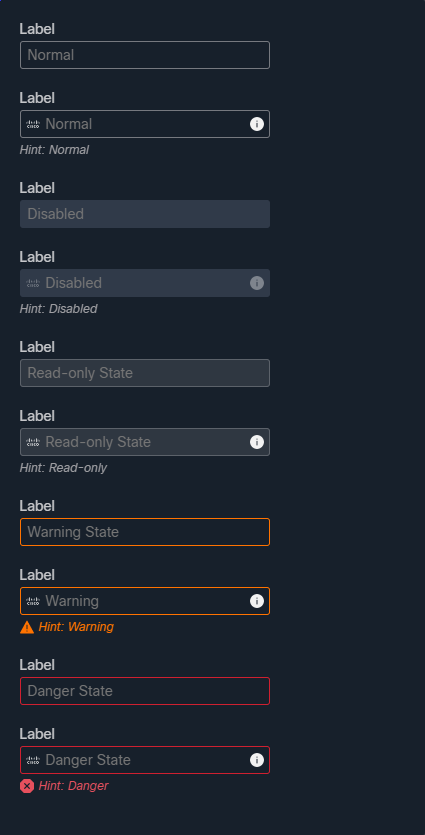 Label
Normal
Label
Normal
Hint: Normal
Label
Disabled
Label
Disabled
Hint: Disabled
Label
Read-only State
Label
Read-only State
Hint: Read-only
Label
Warning State
Label
Warning
Hint: Warning
Label
Danger State
Label
Danger State
Hint: Danger